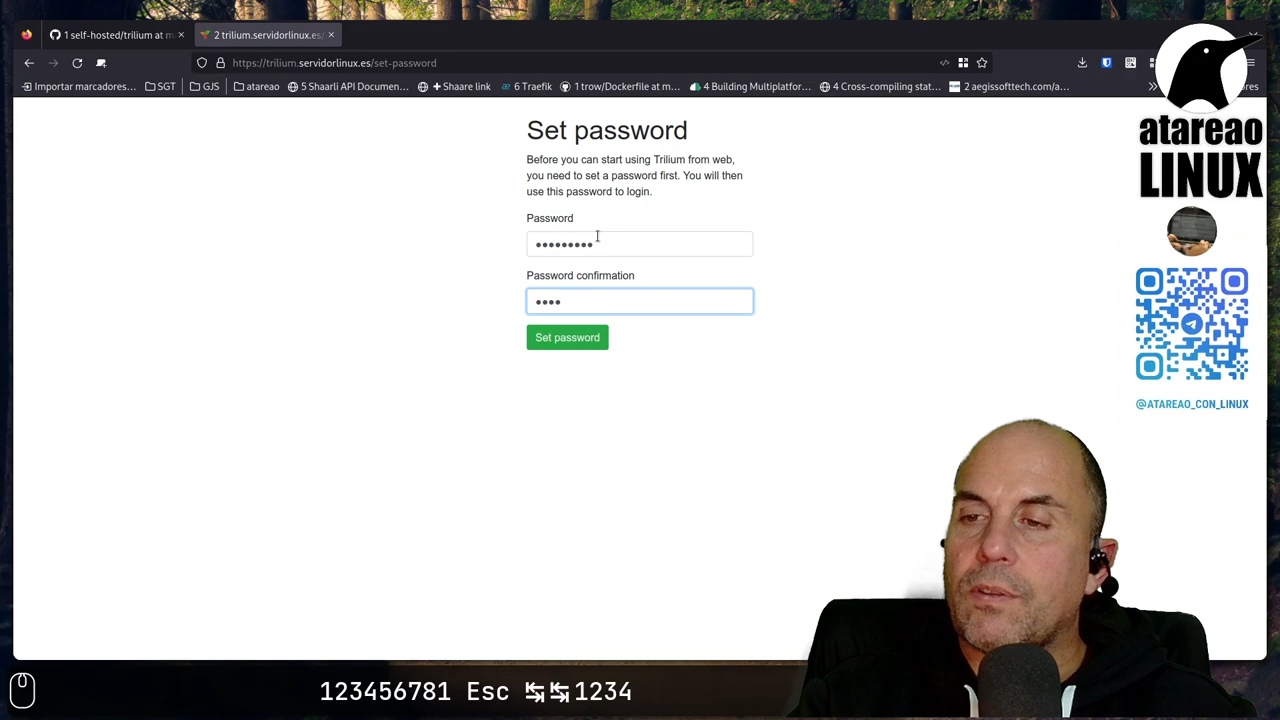 1 self-hosted/trilium at m
2 trilium.servidorlinux.es/
https://trilium.servidorlinux.es/set-password
Importar marcadores...
SGT
GJS
atareao
5 Shaarli API Documen...
+ Shaare link
6 Traefik
1 trow/Dockerfile at m...
4 Building Multiplatfor...
4 Cross-compiling stat...
2 aegissofttech.com/a...
ores
Set password
Before you can start using Trilium from web,
you need to set a password first. You will then
use this password to login.
Password
Password confirmation
Set password
atareao
LINUX
@ATAREAO_CON_LINUX
123456781 Esc ↹↹1234